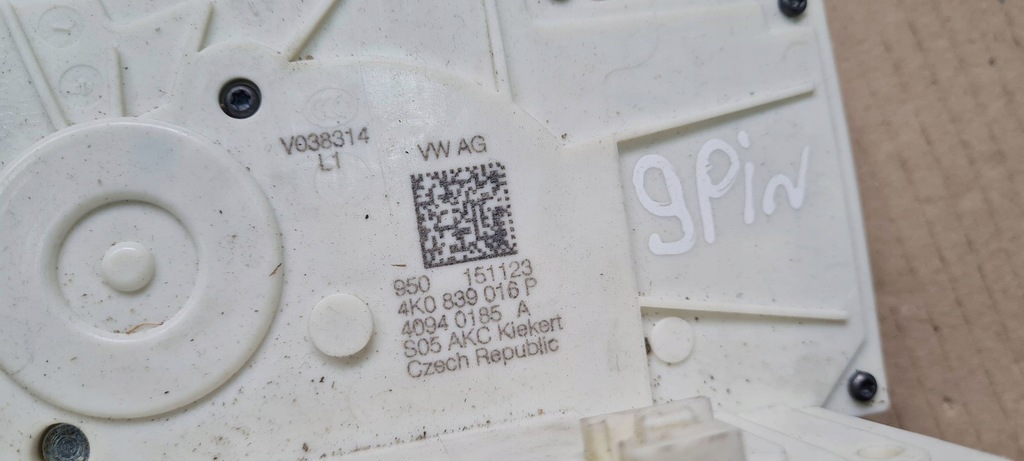 V038314
L1
VW AG
950 151123
4K0 839 016 P
4094 0185 A
S05 AKC Kiekert
Czech Republic
9Pin